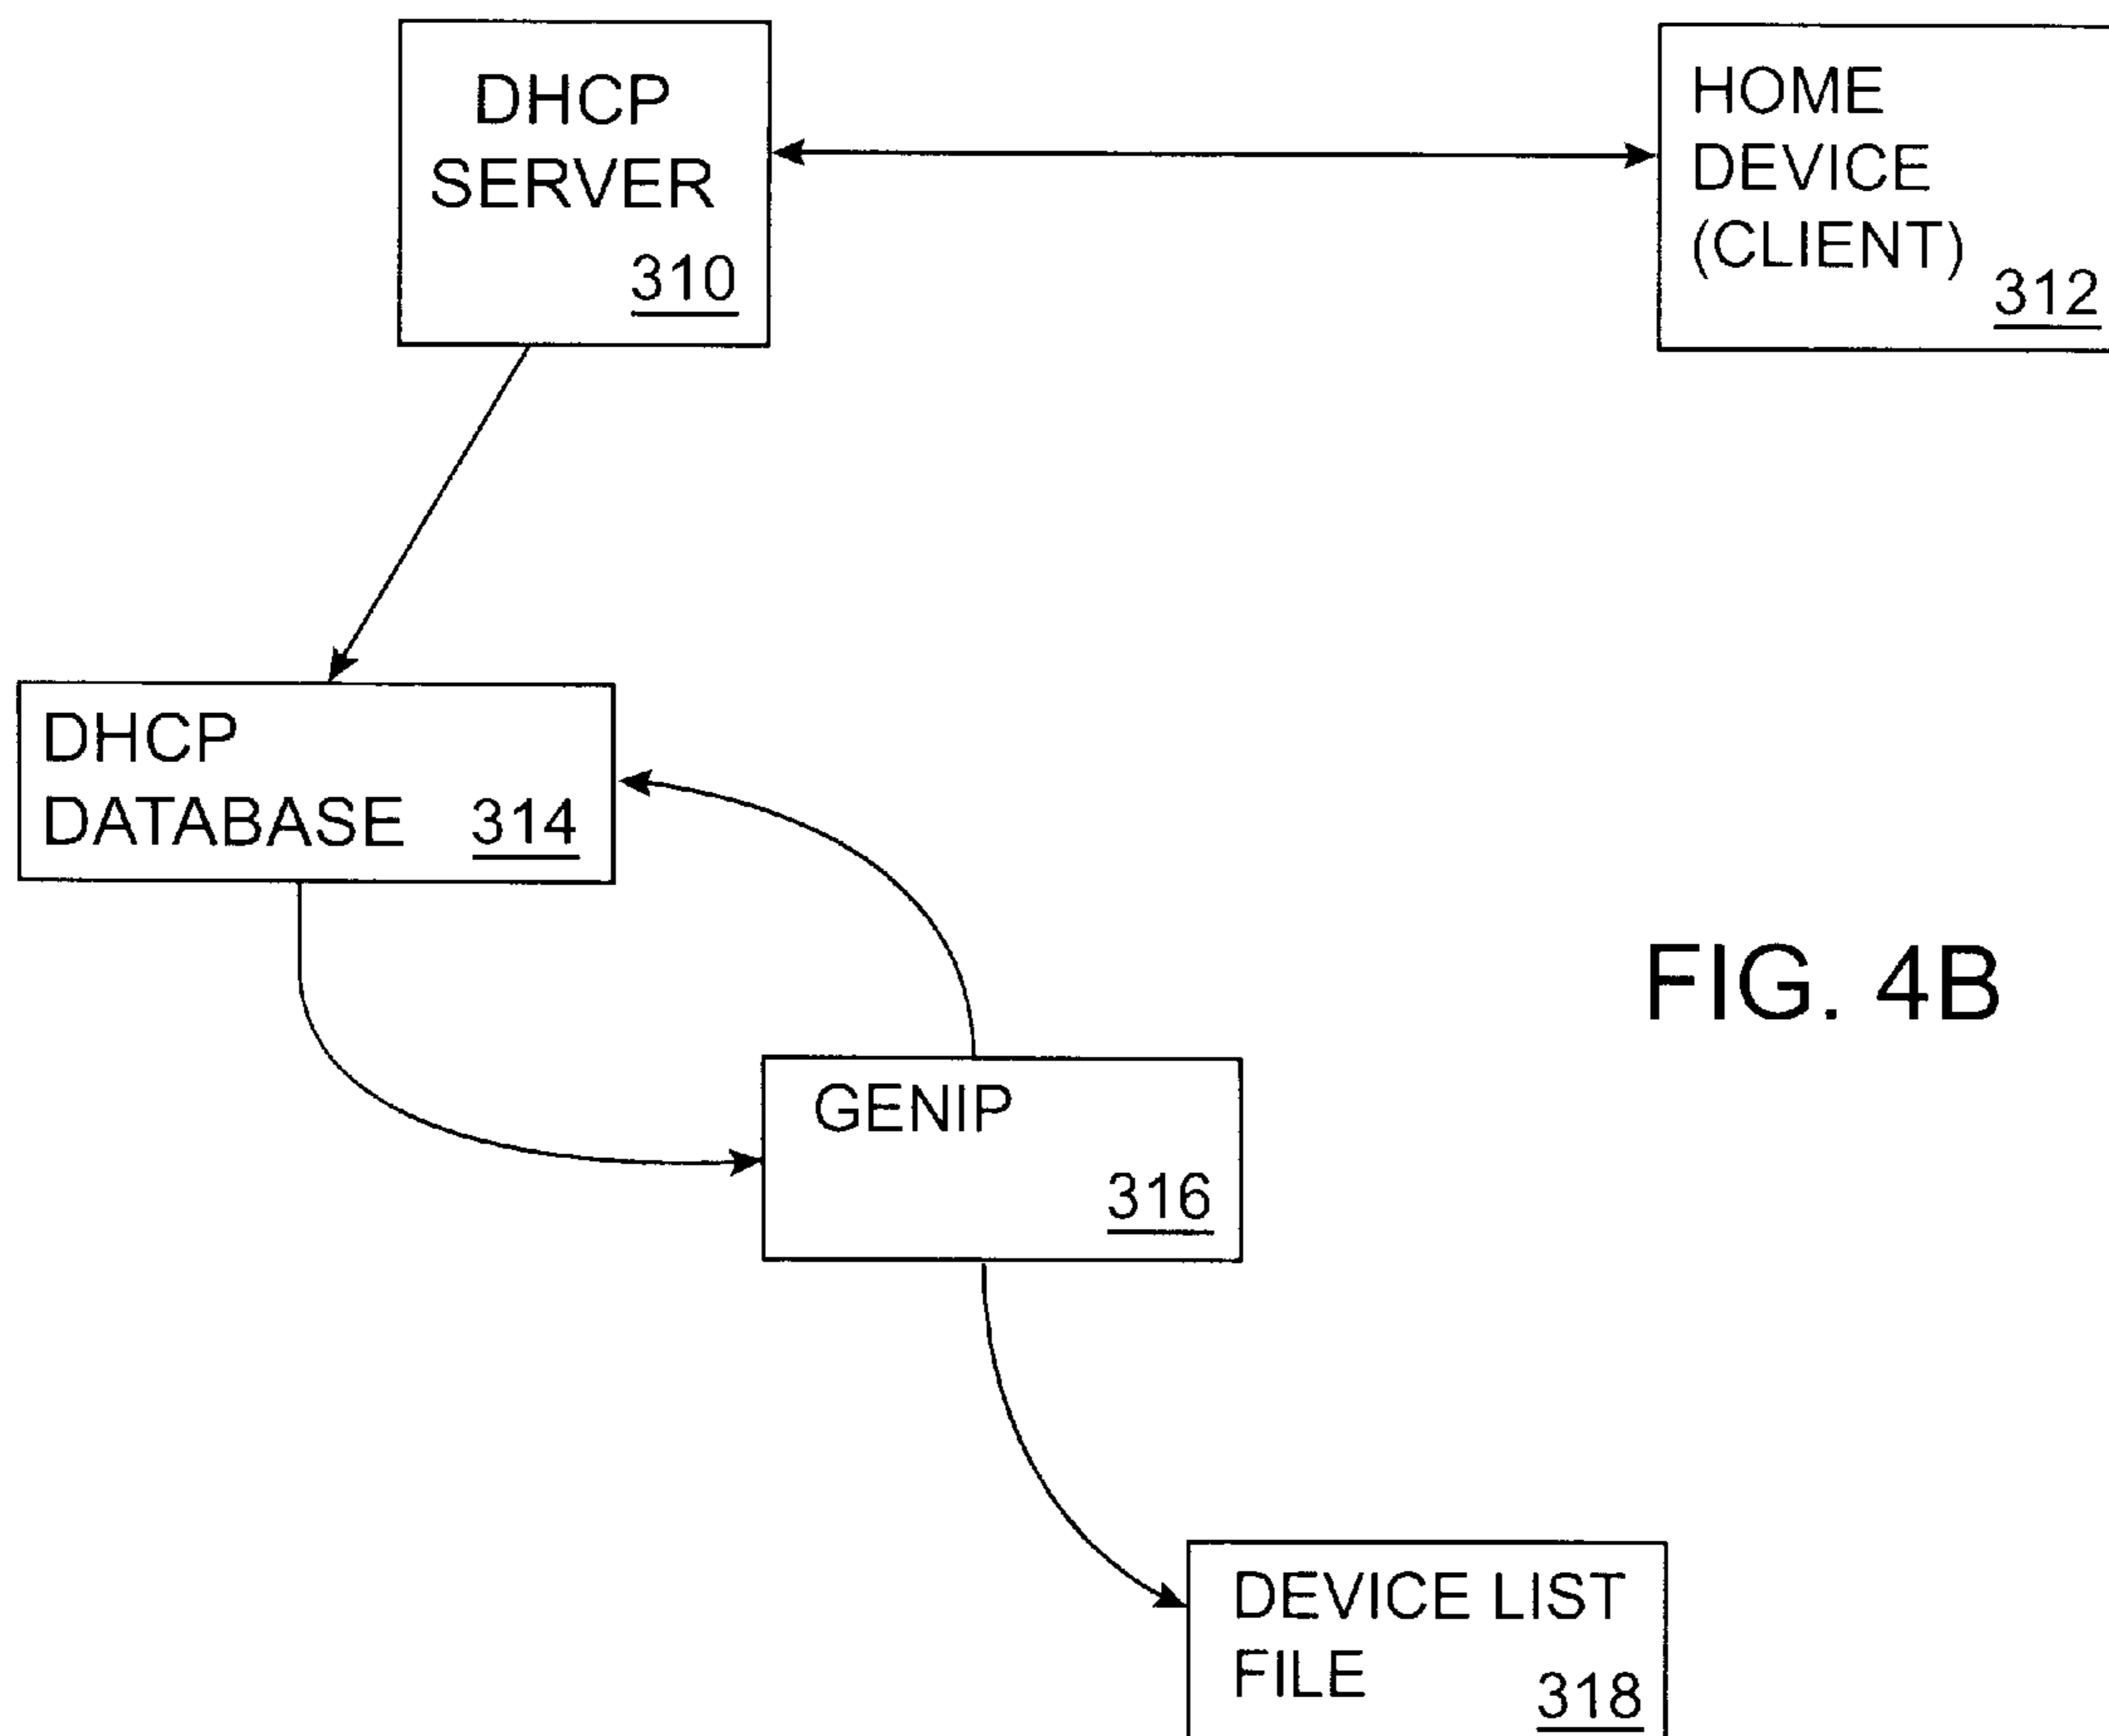 DHCP
SERVER
310
HOME
DEVICE
(CLIENT)
312
DHCP
DATABASE 314
GENIP
316
FIG. 4B
DEVICE LIST
FILE
318